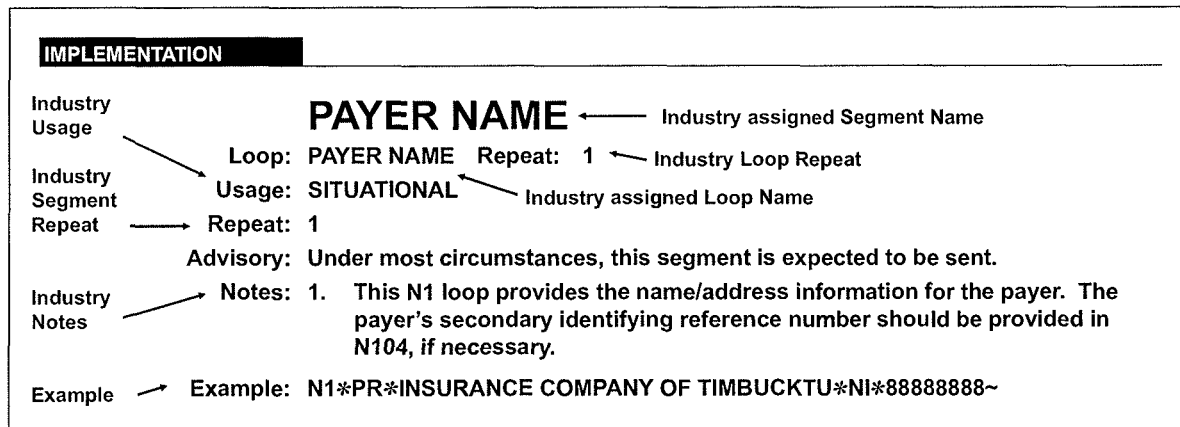 IMPLEMENTATION
Industry
Usage
PAYER NAME
Industry assigned Segment Name
Loop: PAYER NAME Repeat: 1
Industry Loop Repeat
Industry
Segment
Repeat
Usage: SITUATIONAL
Industry assigned Loop Name
Repeat: 1
Advisory: Under most circumstances, this segment is expected to be sent.
Industry
Notes
Notes: 1. This N1 loop provides the name/address information for the payer. The
payer's secondary identifying reference number should be provided in
N104, if necessary.
Example
Example: N1*PR*INSURANCE COMPANY OF TIMBUCKTU*NI*88888888~